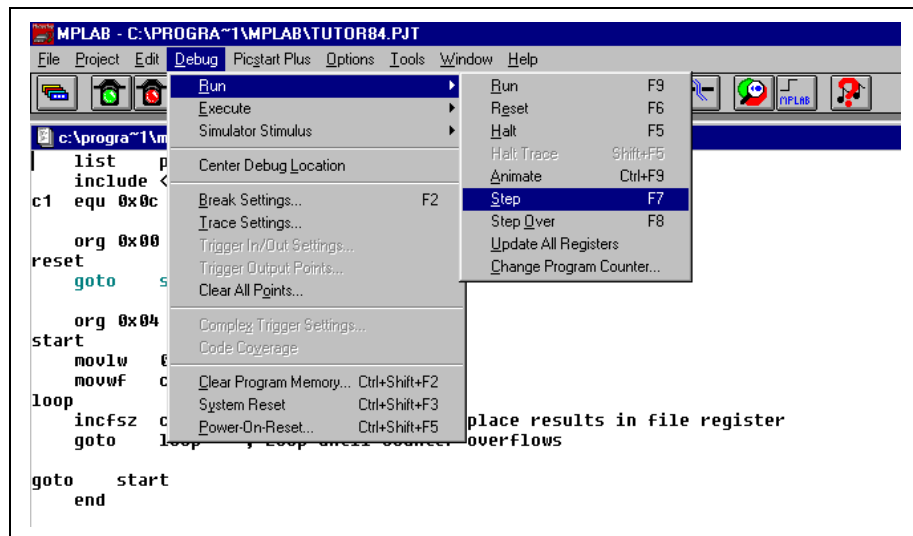 MPLAB - C:\PROGRA~1\MPLAB\TUTOR84.PJT
File Project Edit Debug Picstart Plus Options Tools Window Help
MPLAB
c:\progra~1\m
Run
Execute
Simulator Stimulus
Center Debug Location
Break Settings... F2
Trace Settings...
Trigger In/Out Settings...
Trigger Output Points...
Clear All Points...
Complex Trigger Settings...
Code Coverage
Clear Program Memory... Ctrl+Shift+F2
System Reset Ctrl+Shift+F3
Power-On-Reset... Ctrl+Shift+F5
Run F9
Reset F6
Halt F5
Halt Trace Shift+F5
Animate Ctrl+F9
Step F7
Step Over F8
Update All Registers
Change Program Counter...
list p
include <
c1 equ 0x0c
org 0x00
reset
goto s
org 0x04
start
movlw 0
movwf c
loop
incfsz c place results in file register
goto loop ; Loop until counter overflows
goto start
end